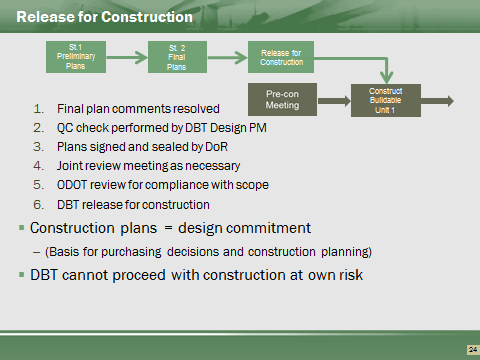 Release for Construction
St.1
Preliminary
Plans
St. 2
Final
Plans
Release for
Construction
Pre-con
Meeting
Construct
Buildable
Unit 1
1. Final plan comments resolved
2. QC check performed by DBT Design PM
3. Plans signed and sealed by DoR
4. Joint review meeting as necessary
5. ODOT review for compliance with scope
6. DBT release for construction
▪ Construction plans = design commitment
– (Basis for purchasing decisions and construction planning)
▪ DBT cannot proceed with construction at own risk
24